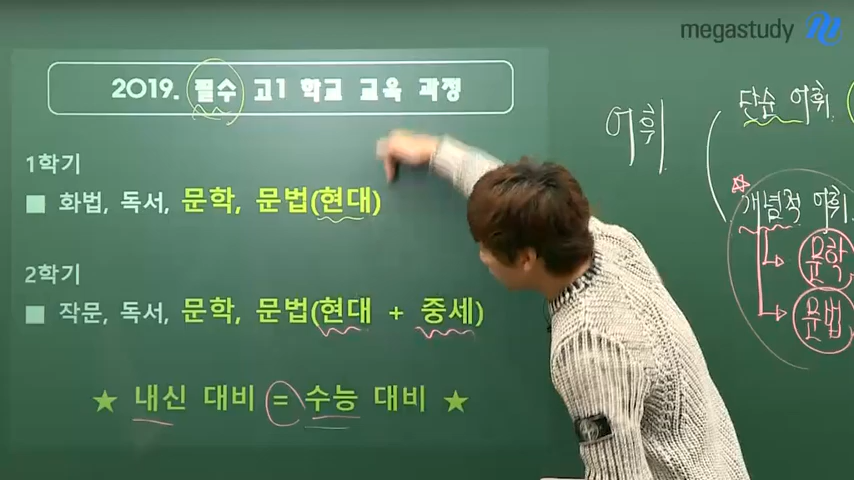 megastudy
2019. 필수 고1 학교 교육 과정
1학기
■ 화법, 독서, 문학, 문법(현대)
2학기
■ 작문, 독서, 문학, 문법(현대 + 중세)
★ 내신 대비 = 수능 대비 ★
어휘
단순 어휘
개념적 어휘
문학
문법